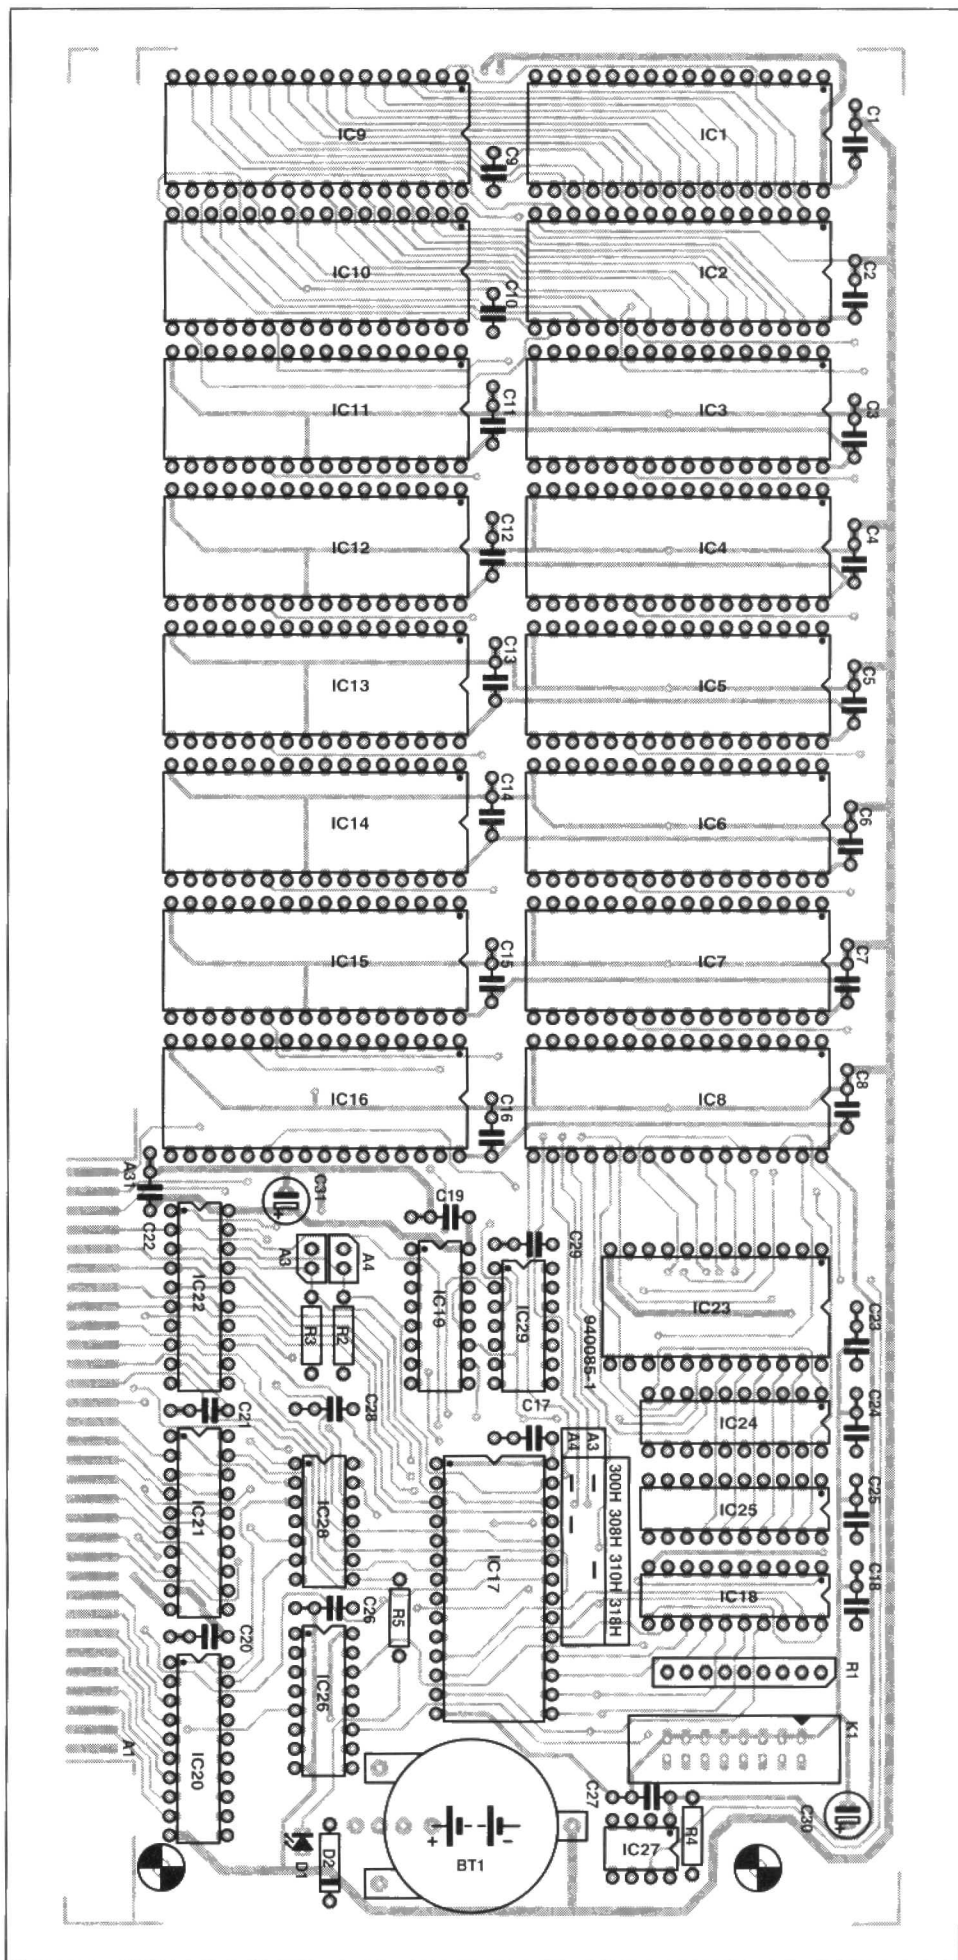 IC9
IC1
C1
C9
IC10
IC2
C2
C10
IC11
IC3
C11
C3
IC12
IC4
C12
C4
IC13
IC5
C13
C5
IC14
IC6
C14
C6
IC15
IC7
C15
C7
IC16
IC8
C16
C8
A31
C22
C31
C19
C29
IC22
A3
A4
IC19
IC29
IC23
C23
R3
R2
940085-1
C21
C28
C17
IC24
C24
IC21
IC28
IC17
A4
A3
300H 308H 310H 318H
IC25
C25
IC18
C18
C20
C26
R5
R1
A1
IC20
IC26
K1
C27
C30
+
-
BT1
IC27
R4
D1
D2